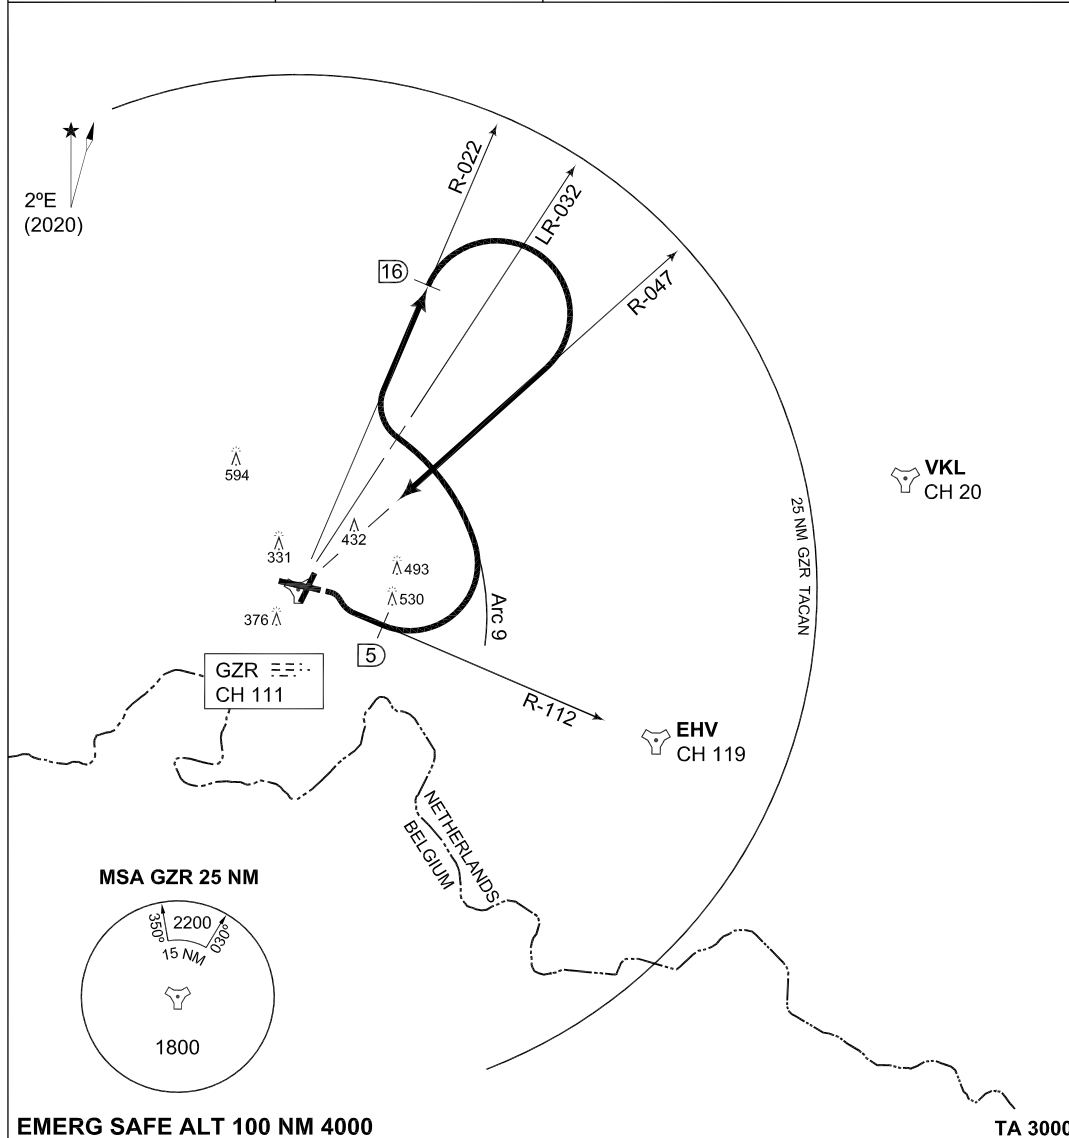 R-022
LR-032
R-047
2ºE
(2020)
16
594
VKL
CH 20
25 NM GZR TACAN
432
331
493
530
376
Arc 9
5
GZR
CH 111
R-112
EHV
CH 119
NETHERLANDS
BELGIUM
MSA GZR 25 NM
350º
2200
030º
15 NM
1800
EMERG SAFE ALT 100 NM 4000
TA 3000